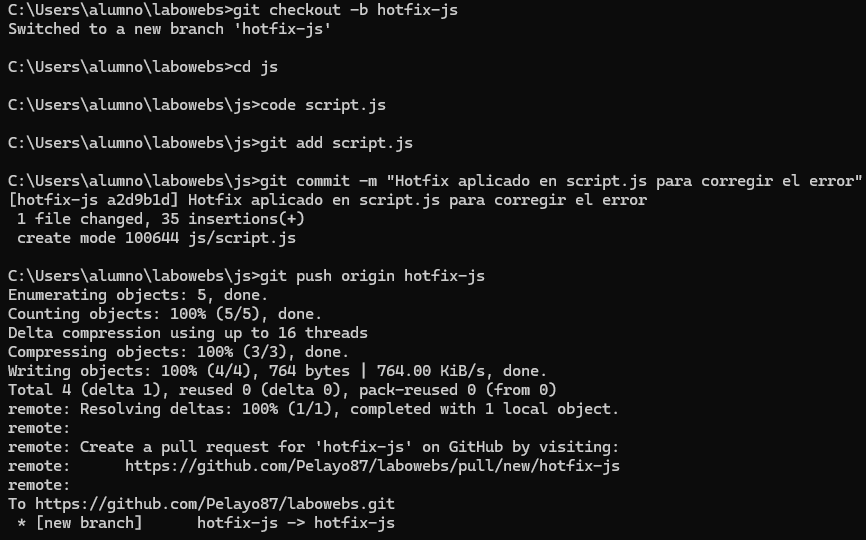 C:\Users\alumno\labowebs>git checkout -b hotfix-js
Switched to a new branch 'hotfix-js'
C:\Users\alumno\labowebs>cd js
C:\Users\alumno\labowebs\js>code script.js
C:\Users\alumno\labowebs\js>git add script.js
C:\Users\alumno\labowebs\js>git commit -m "Hotfix aplicado en script.js para corregir el error"
[hotfix-js a2d9b1d] Hotfix aplicado en script.js para corregir el error
 1 file changed, 35 insertions(+)
 create mode 100644 js/script.js
C:\Users\alumno\labowebs\js>git push origin hotfix-js
Enumerating objects: 5, done.
Counting objects: 100% (5/5), done.
Delta compression using up to 16 threads
Compressing objects: 100% (3/3), done.
Writing objects: 100% (4/4), 764 bytes | 764.00 KiB/s, done.
Total 4 (delta 1), reused 0 (delta 0), pack-reused 0 (from 0)
remote: Resolving deltas: 100% (1/1), completed with 1 local object.
remote:
remote: Create a pull request for 'hotfix-js' on GitHub by visiting:
remote:      https://github.com/Pelayo87/labowebs/pull/new/hotfix-js
remote:
To https://github.com/Pelayo87/labowebs.git
 * [new branch]      hotfix-js -> hotfix-js